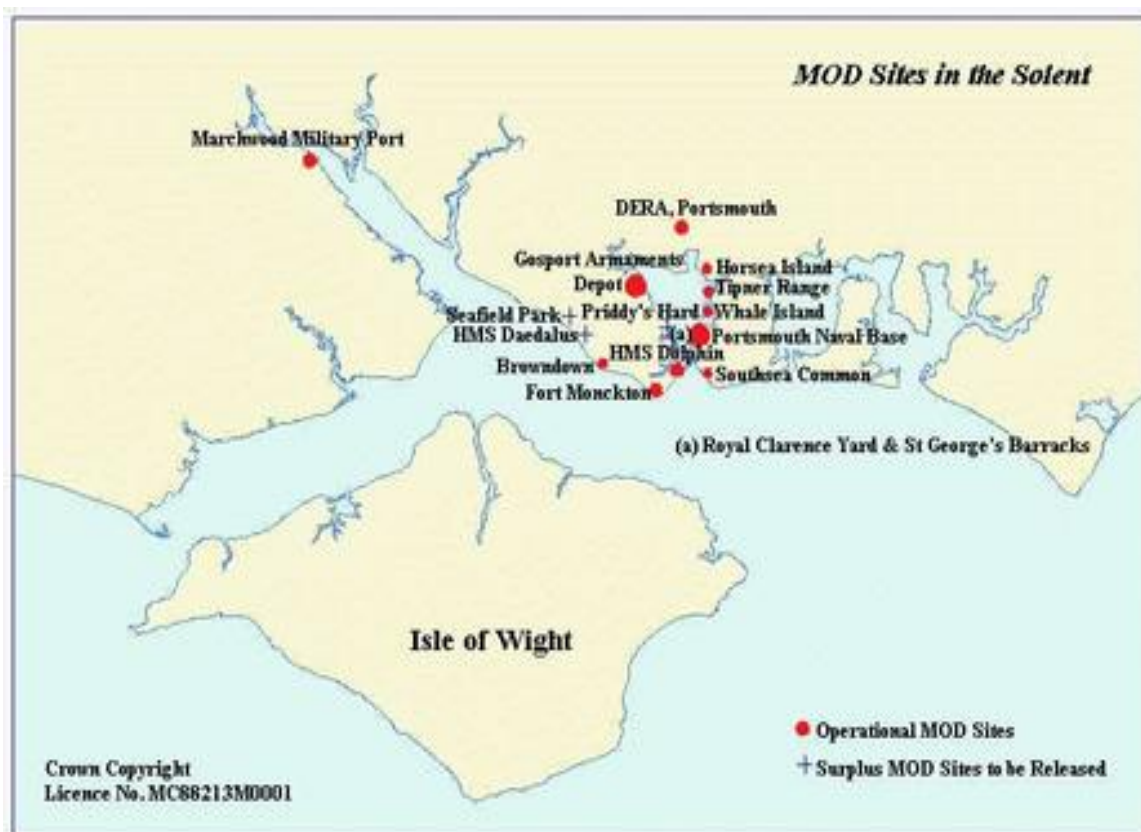 MOD Sites in the Solent
Marchwood Military Port
DERA, Portsmouth
Gosport Armaments
Depot
Horsea Island
Tipner Range
Seafield Park
Priddy's Hard
Whale Island
HMS Daedalus
(a)
Portsmouth Naval Base
HMS Dolphin
Browndown
Southsea Common
Fort Monckton
(a) Royal Clarence Yard & St George's Barracks
Isle of Wight
Operational MOD Sites
Surplus MOD Sites to be Released
Crown Copyright
Licence No. MC88213M0001